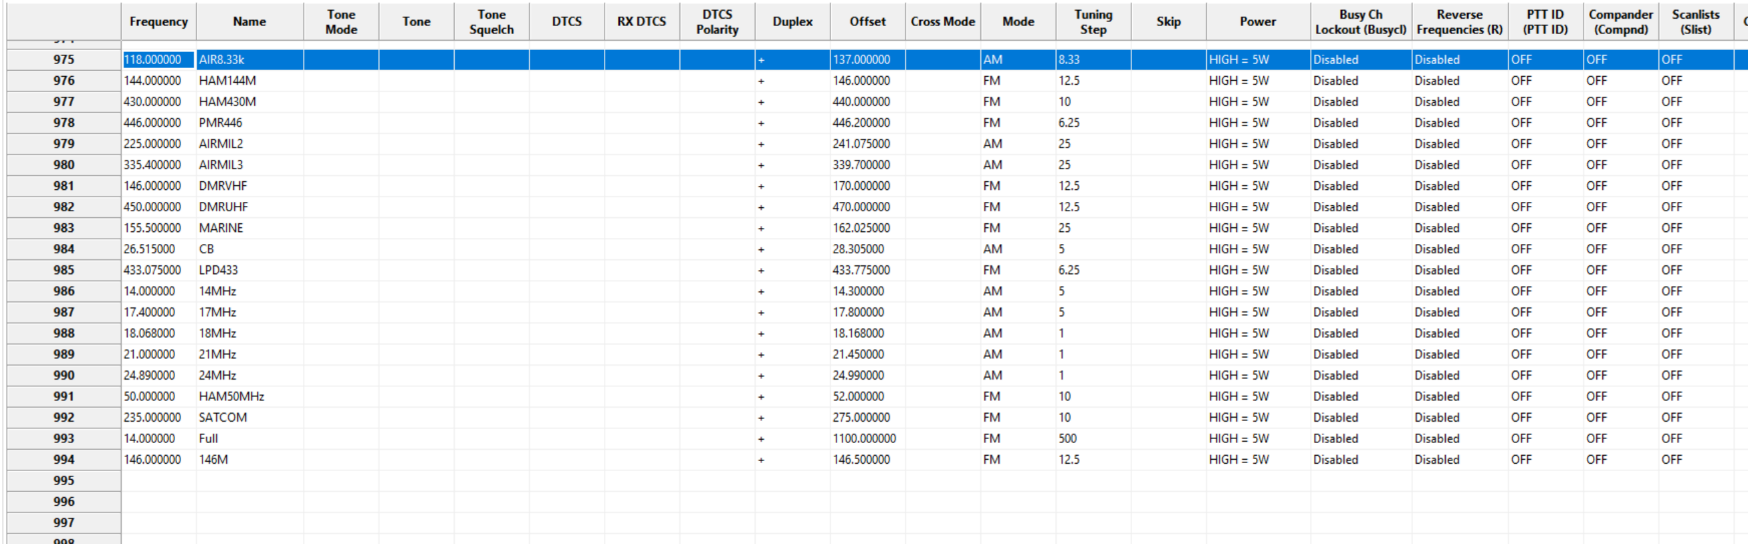 Frequency Name Tone Mode Tone Tone Squelch DTCS RX DTCS DTCS Polarity Duplex Offset Cross Mode Mode Tuning Step Skip Power Busy Ch Lockout (Busycl) Reverse Frequencies (R) PTT ID (PTT ID) Compander (Compnd) Scanlists (Slist)
975 118.000000 AIR8.33k + 137.000000 AM 8.33 HIGH = 5W Disabled Disabled OFF OFF OFF
976 144.000000 HAM144M + 146.000000 FM 12.5 HIGH = 5W Disabled Disabled OFF OFF OFF
977 430.000000 HAM430M + 440.000000 FM 10 HIGH = 5W Disabled Disabled OFF OFF OFF
978 446.000000 PMR446 + 446.200000 FM 6.25 HIGH = 5W Disabled Disabled OFF OFF OFF
979 225.000000 AIRMIL2 + 241.075000 AM 25 HIGH = 5W Disabled Disabled OFF OFF OFF
980 335.400000 AIRMIL3 + 339.700000 AM 25 HIGH = 5W Disabled Disabled OFF OFF OFF
981 146.000000 DMRVHF + 170.000000 FM 12.5 HIGH = 5W Disabled Disabled OFF OFF OFF
982 450.000000 DMRUHF + 470.000000 FM 12.5 HIGH = 5W Disabled Disabled OFF OFF OFF
983 155.500000 MARINE + 162.025000 FM 25 HIGH = 5W Disabled Disabled OFF OFF OFF
984 26.515000 CB + 28.305000 AM 5 HIGH = 5W Disabled Disabled OFF OFF OFF
985 433.075000 LPD433 + 433.775000 FM 6.25 HIGH = 5W Disabled Disabled OFF OFF OFF
986 14.000000 14MHz + 14.300000 AM 5 HIGH = 5W Disabled Disabled OFF OFF OFF
987 17.400000 17MHz + 17.800000 AM 5 HIGH = 5W Disabled Disabled OFF OFF OFF
988 18.068000 18MHz + 18.168000 AM 1 HIGH = 5W Disabled Disabled OFF OFF OFF
989 21.000000 21MHz + 21.450000 AM 1 HIGH = 5W Disabled Disabled OFF OFF OFF
990 24.890000 24MHz + 24.990000 AM 1 HIGH = 5W Disabled Disabled OFF OFF OFF
991 50.000000 HAM50MHz + 52.000000 FM 10 HIGH = 5W Disabled Disabled OFF OFF OFF
992 235.000000 SATCOM + 275.000000 FM 10 HIGH = 5W Disabled Disabled OFF OFF OFF
993 14.000000 Full + 1100.000000 FM 500 HIGH = 5W Disabled Disabled OFF OFF OFF
994 146.000000 146M + 146.500000 FM 12.5 HIGH = 5W Disabled Disabled OFF OFF OFF
995
996
997
998